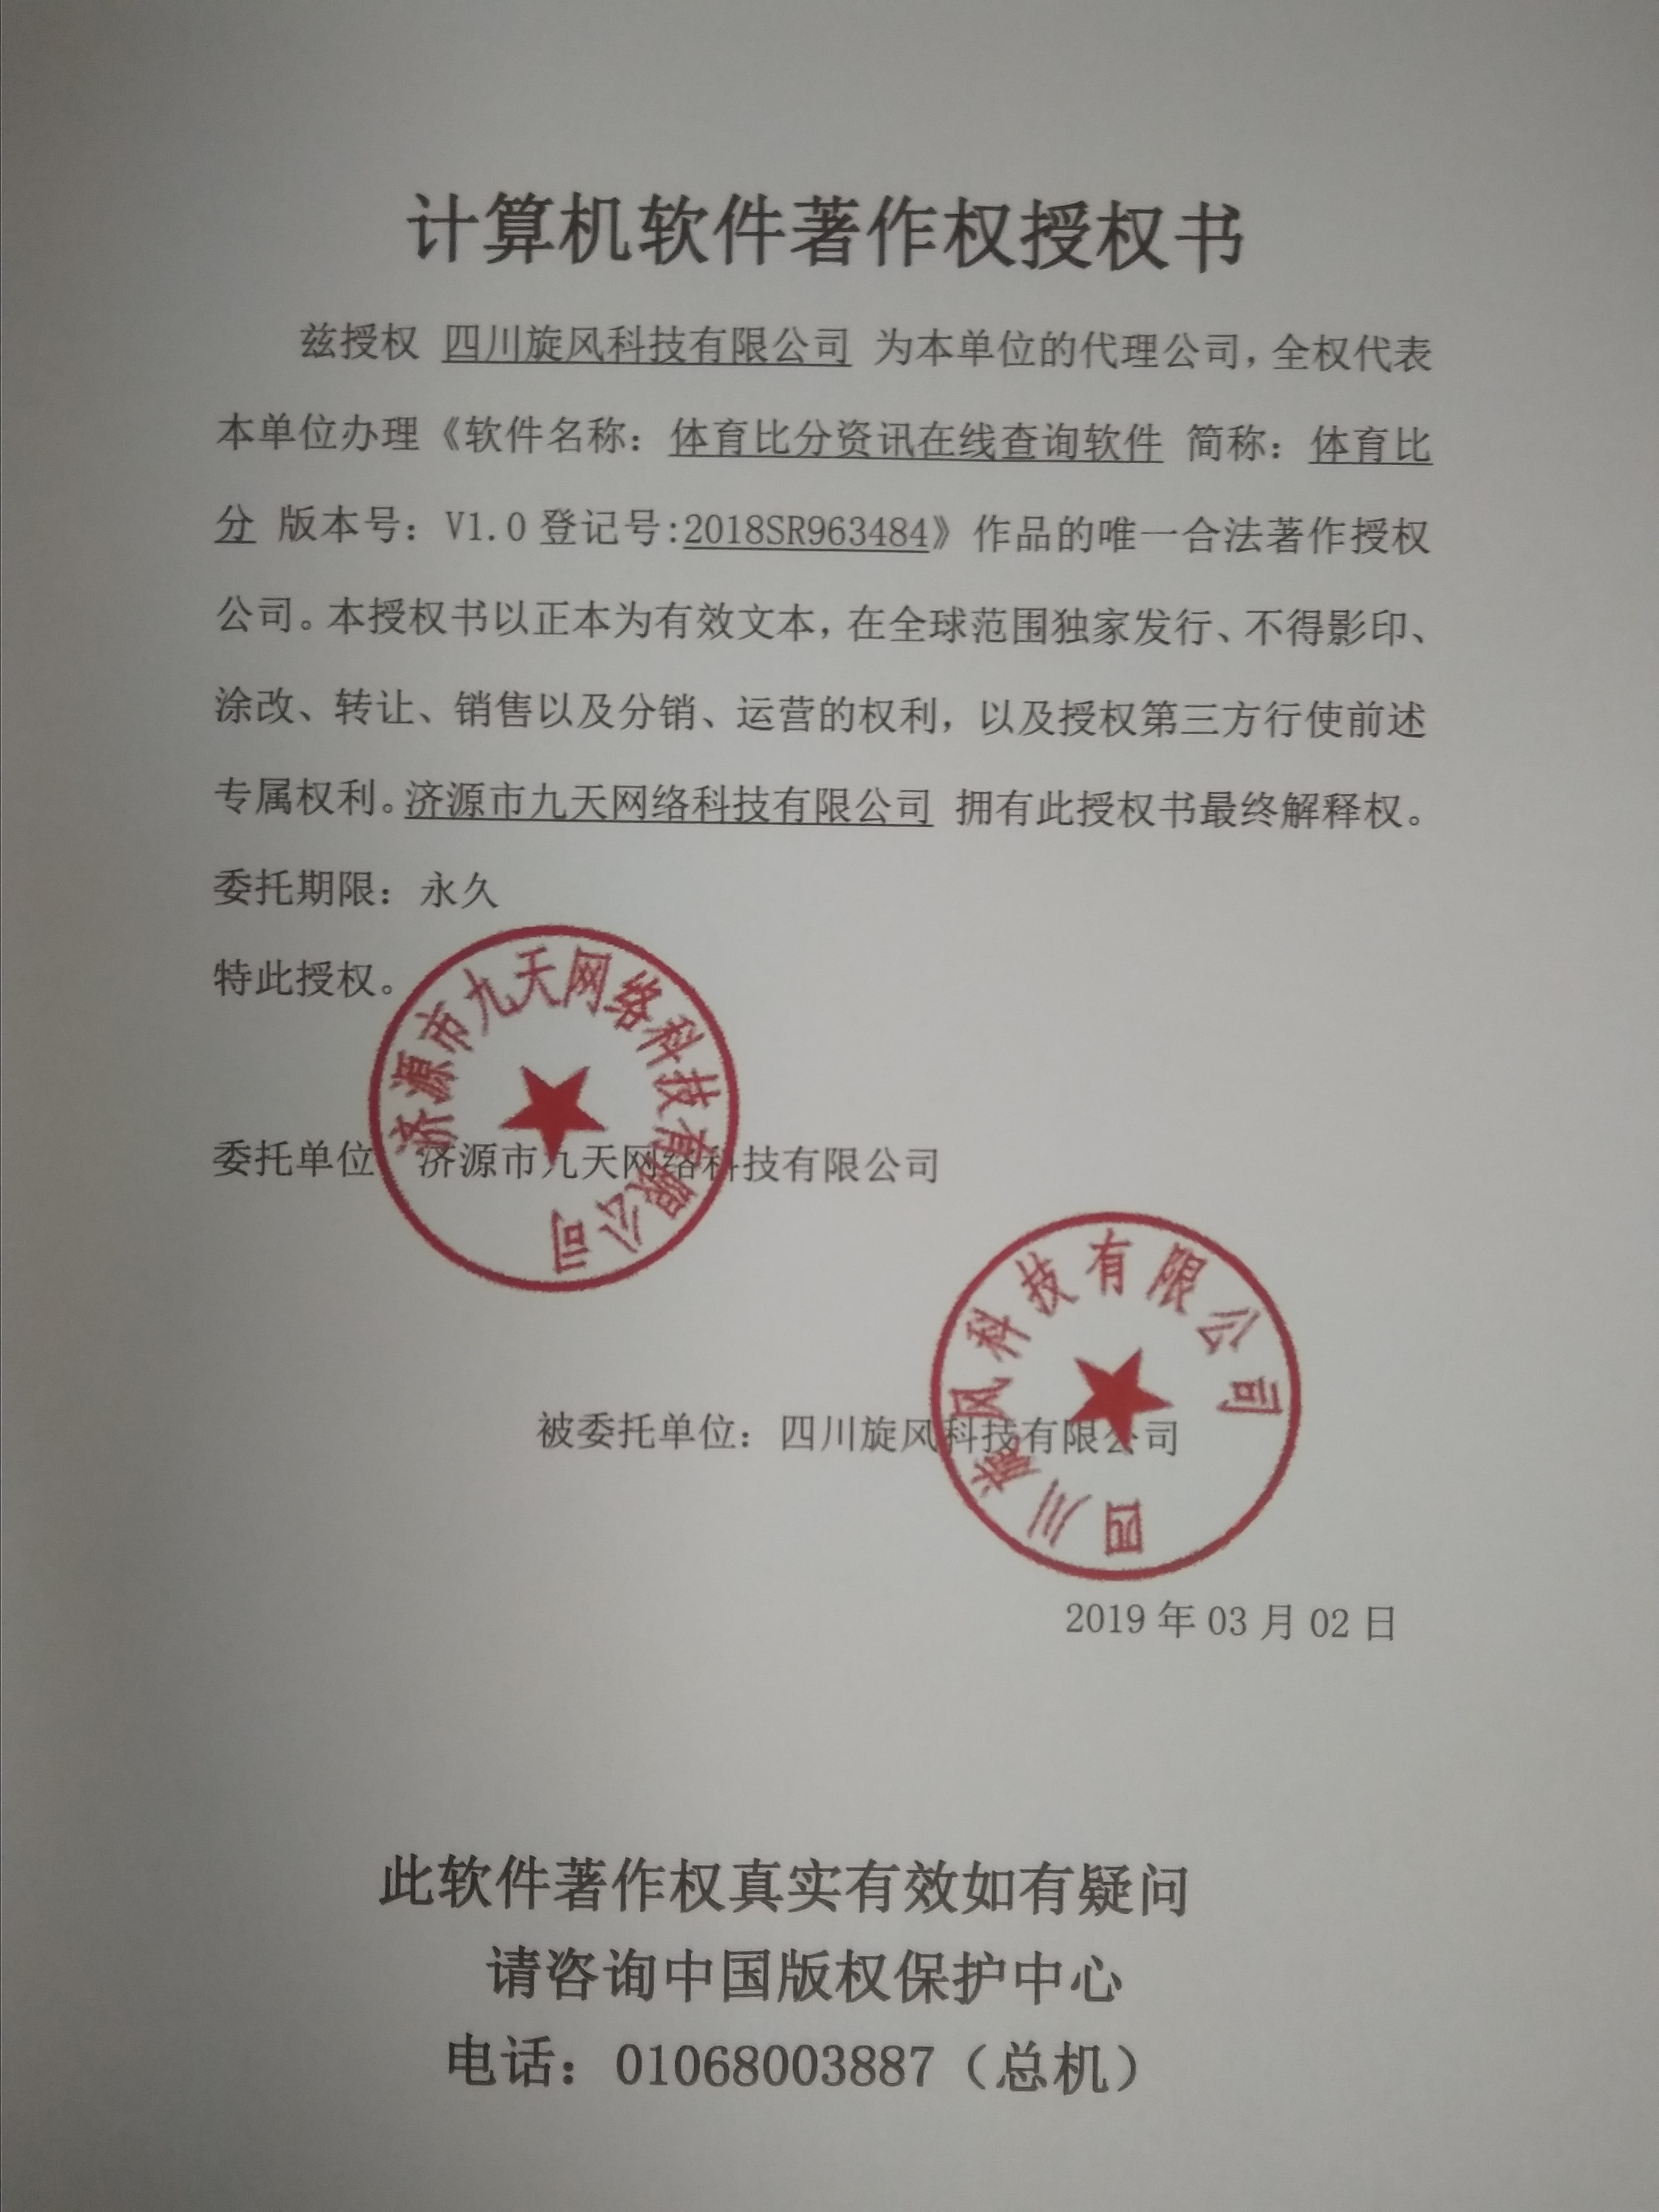 计算机软件著作权授权书
兹授权 四川旋风科技有限公司 为本单位的代理公司，全权代表
本单位办理《软件名称：体育比分资讯在线查询软件 简称：体育比
分 版本号：V1.0 登记号:2018SR963484》作品的唯一合法著作授权
公司。本授权书以正本为有效文本，在全球范围独家发行、不得影印、
涂改、转让、销售以及分销、运营的权利，以及授权第三方行使前述
专属权利。济源市九天网络科技有限公司 拥有此授权书最终解释权。
委托期限：永久
特此授权。
济源市九天网络科技有限公司
委托单位 济源市九天网络科技有限公司
四川旋风科技有限公司
被委托单位：四川旋风科技有限公司
2019 年 03 月 02 日
此软件著作权真实有效如有疑问
请咨询中国版权保护中心
电话：01068003887（总机）